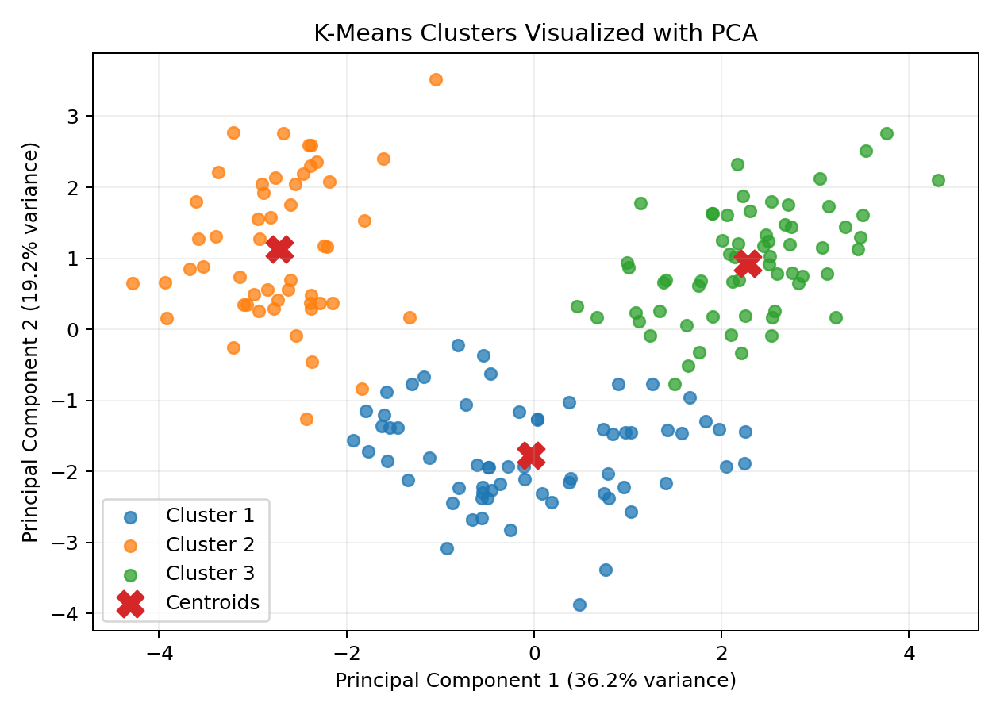 K-Means Clusters Visualized with PCA
Principal Component 2 (19.2% variance)
3
2
1
0
−1
−2
−3
−4
Cluster 1
Cluster 2
Cluster 3
Centroids
−4
−2
0
2
4
Principal Component 1 (36.2% variance)